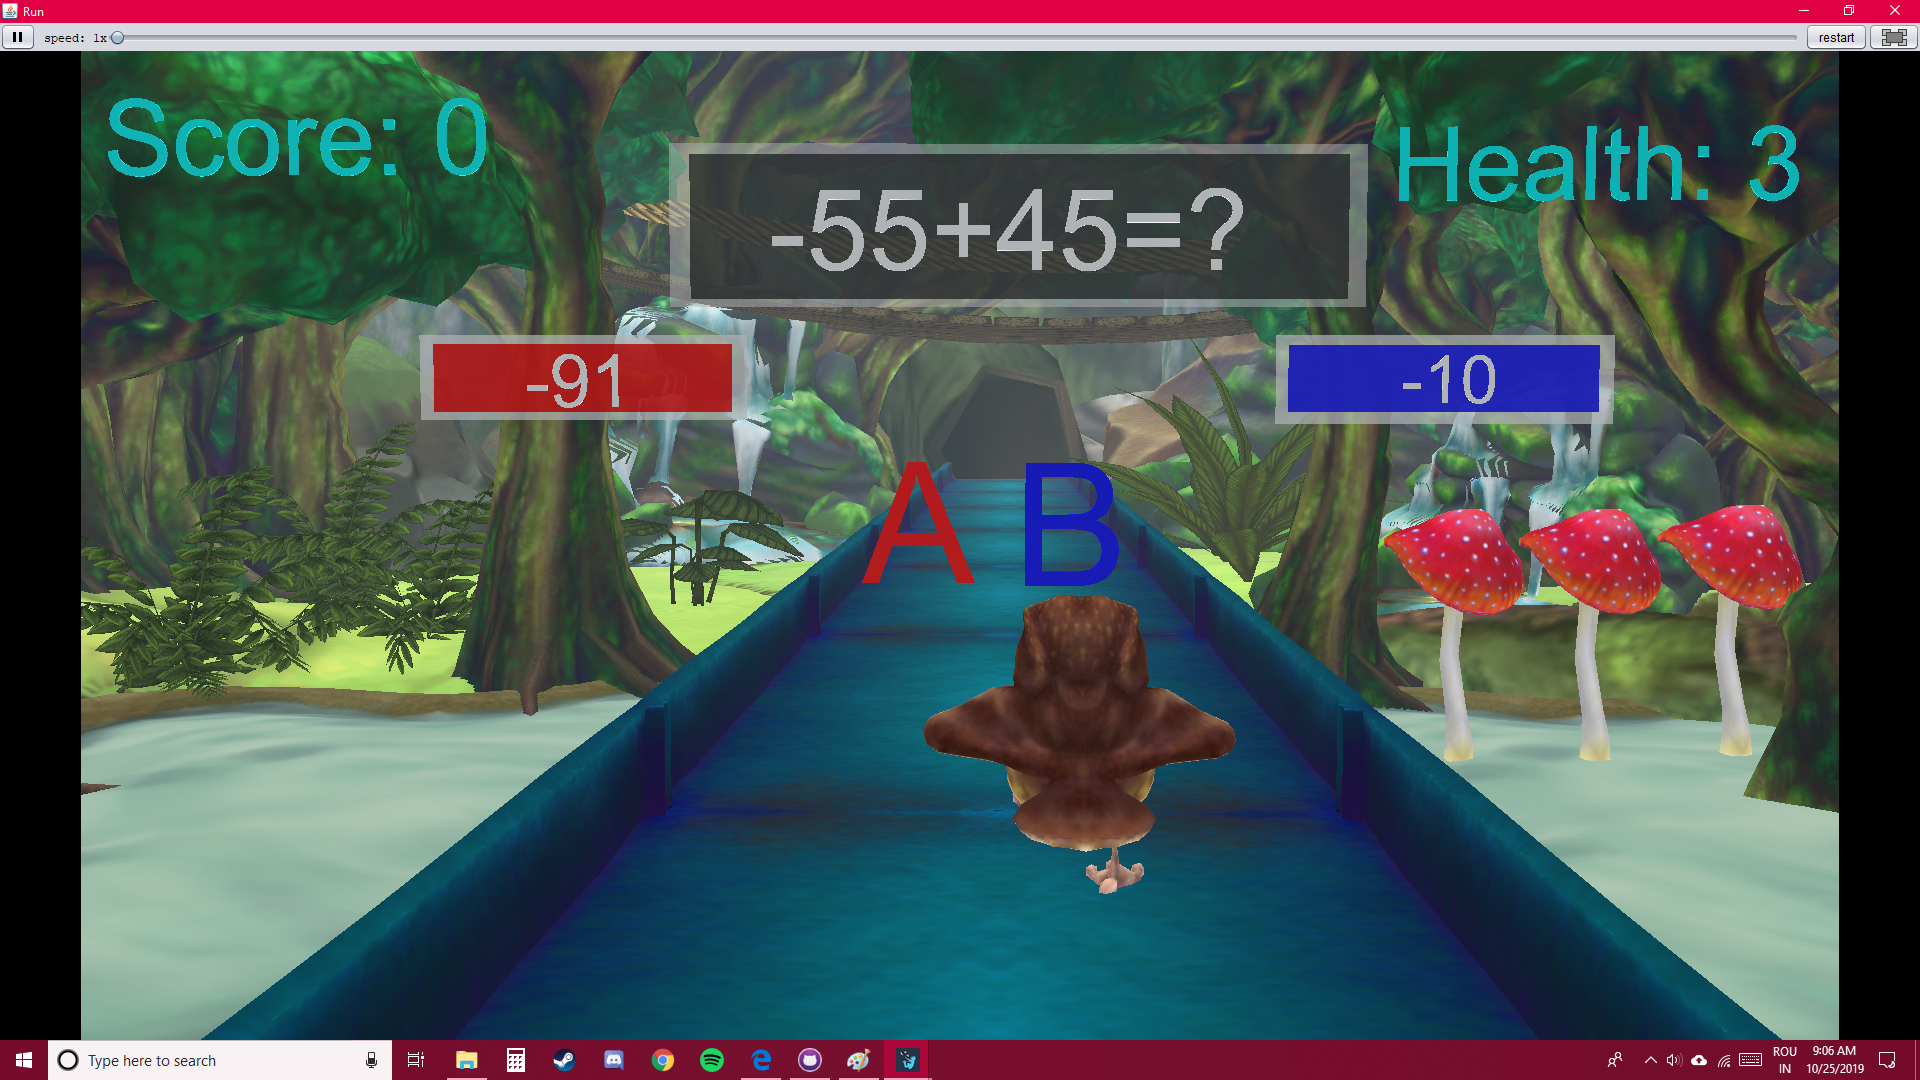 Run
speed: 1x
restart
Score: 0
Health: 3
-55+45=?
-91
-10
A B
Type here to search
ROU
IN
9:06 AM
10/25/2019